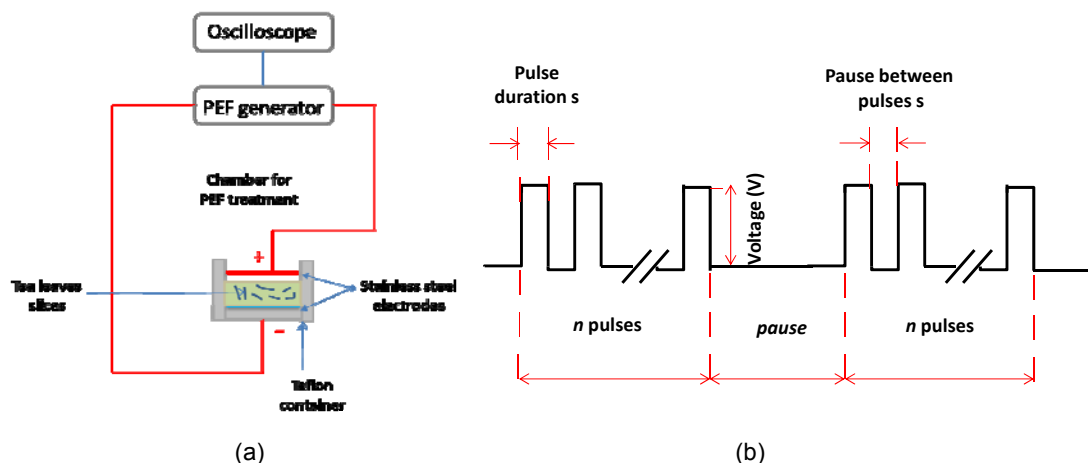 Oscilloscope
PEF generator
Chamber for
PEF treatment
+
Tea leaves
slices
Stainless steel
electrodes
−
Teflon
container
(a)
Pulse
duration s
Pause between
pulses s
Voltage (V)
n pulses
pause
n pulses
(b)